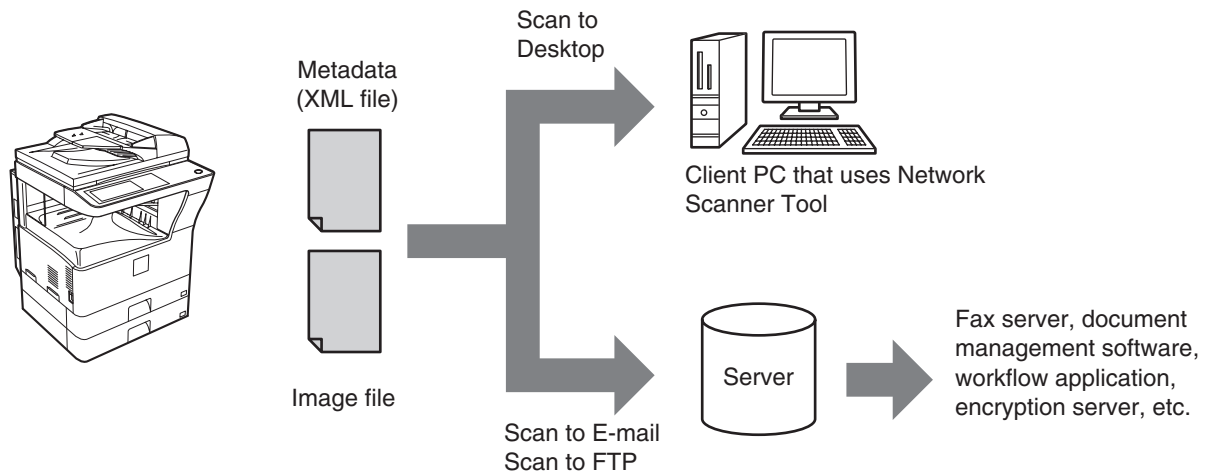 Scan to
Desktop
Metadata
(XML file)
Client PC that uses Network
Scanner Tool
Image file
Server
Fax server, document
management software,
workflow application,
encryption server, etc.
Scan to E-mail
Scan to FTP